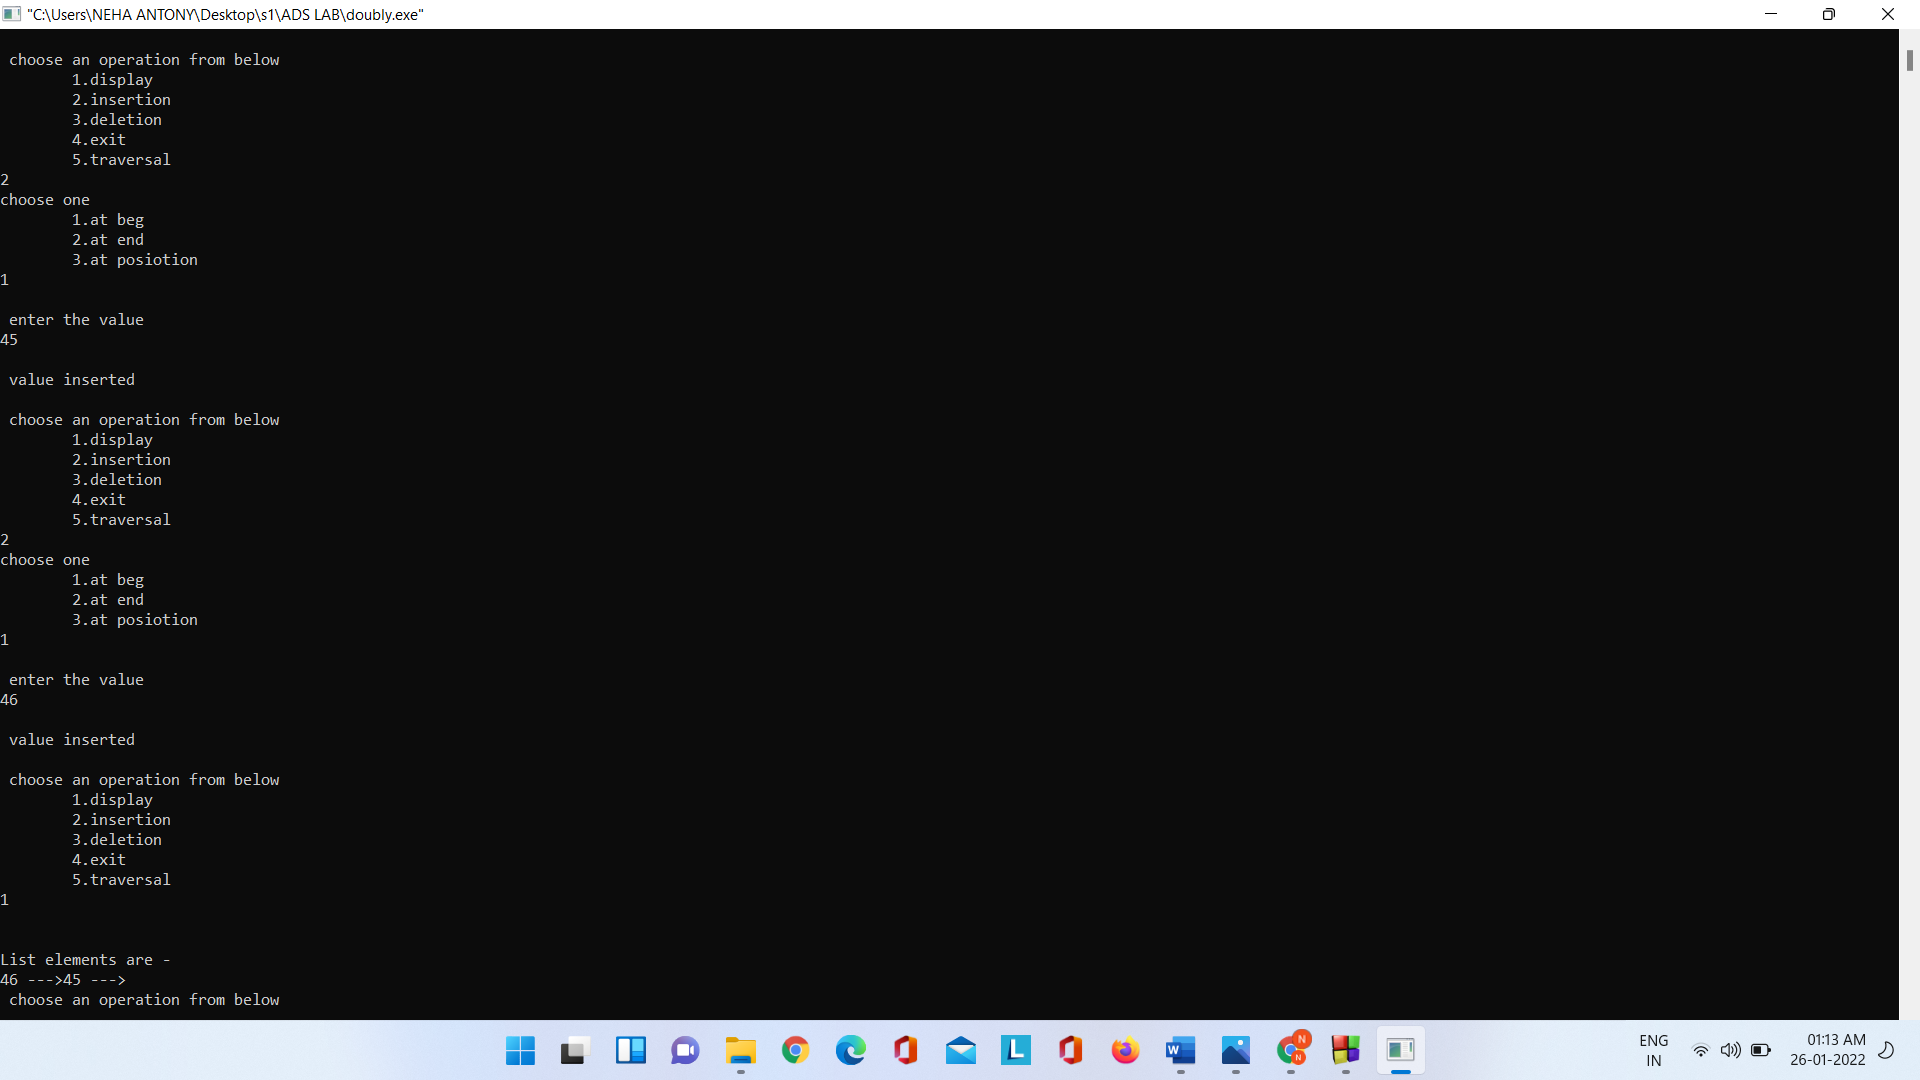 "C:\Users\NEHA ANTONY\Desktop\s1\ADS LAB\doubly.exe"
choose an operation from below
1.display
2.insertion
3.deletion
4.exit
5.traversal
2
choose one
1.at beg
2.at end
3.at posiotion
1
enter the value
45
value inserted
choose an operation from below
1.display
2.insertion
3.deletion
4.exit
5.traversal
2
choose one
1.at beg
2.at end
3.at posiotion
1
enter the value
46
value inserted
choose an operation from below
1.display
2.insertion
3.deletion
4.exit
5.traversal
1
List elements are -
46 --->45 --->
choose an operation from below
ENG
IN
01:13 AM
26-01-2022